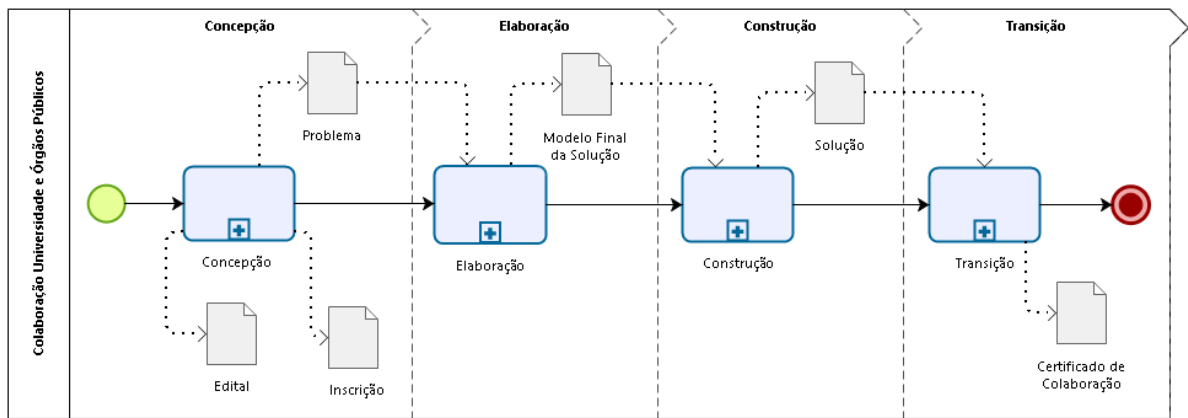 Colaboração Universidade e Órgãos Públicos
Concepção
Elaboração
Construção
Transição
Problema
Modelo Final
da Solução
Solução
Concepção
Elaboração
Construção
Transição
Edital
Inscrição
Certificado de
Colaboração